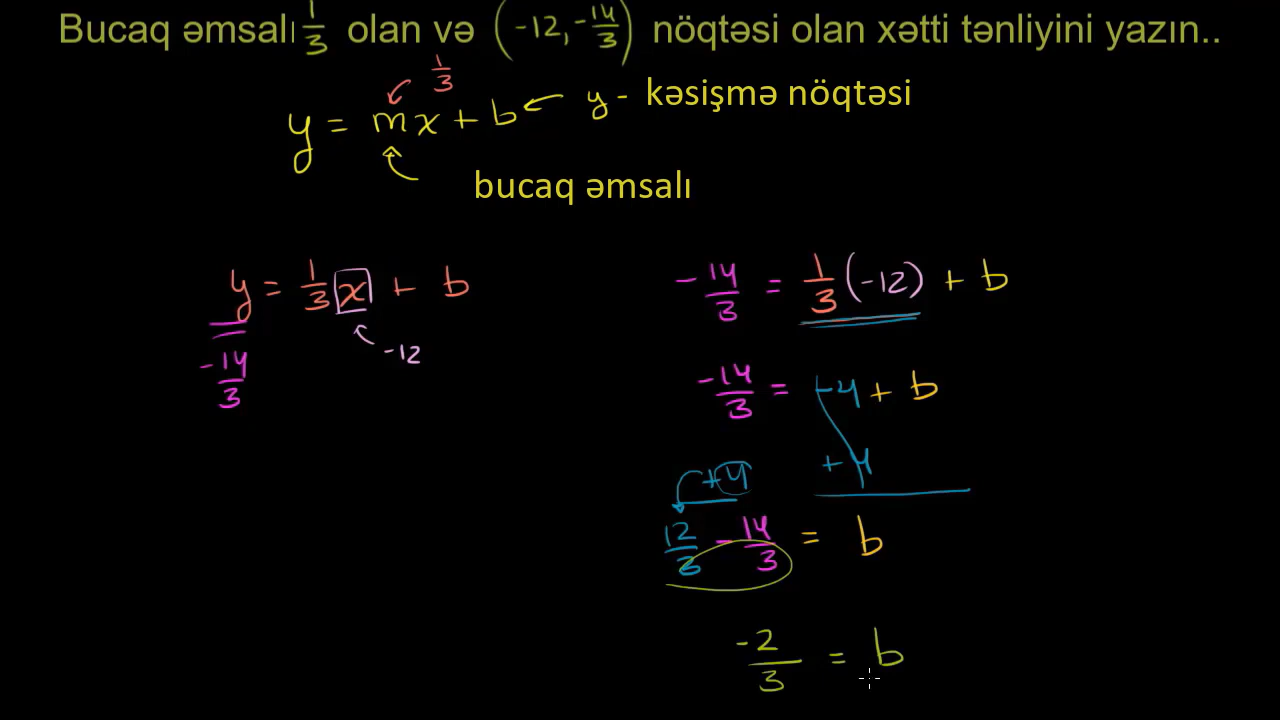 Bucaq əmsalı 1/3 olan və (-12, -14/3) nöqtəsi olan xətti tənliyini yazın..
1/3
y = mx + b ← y - kəsişmə nöqtəsi
bucaq əmsalı
y = 1/3 x + b
-12
-14/3
-14/3 = 1/3 (-12) + b
-14/3 = -4 + b
+4 +4
12/3 - 14/3 = b
-2/3 = b